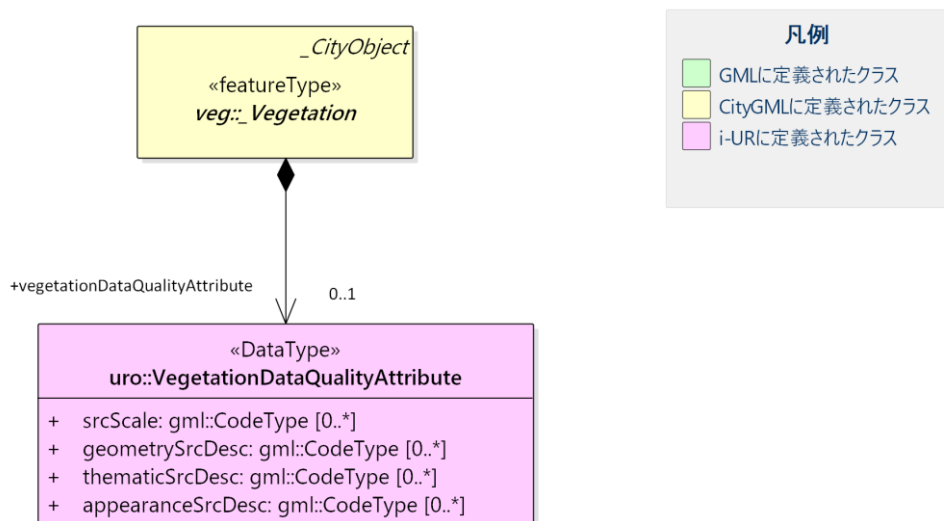 _CityObject
«featureType»
veg::_Vegetation
凡例
GMLに定義されたクラス
CityGMLに定義されたクラス
i-URに定義されたクラス
+vegetationDataQualityAttribute
0..1
«DataType»
uro::VegetationDataQualityAttribute
+ srcScale: gml::CodeType [0..*]
+ geometrySrcDesc: gml::CodeType [0..*]
+ thematicSrcDesc: gml::CodeType [0..*]
+ appearanceSrcDesc: gml::CodeType [0..*]